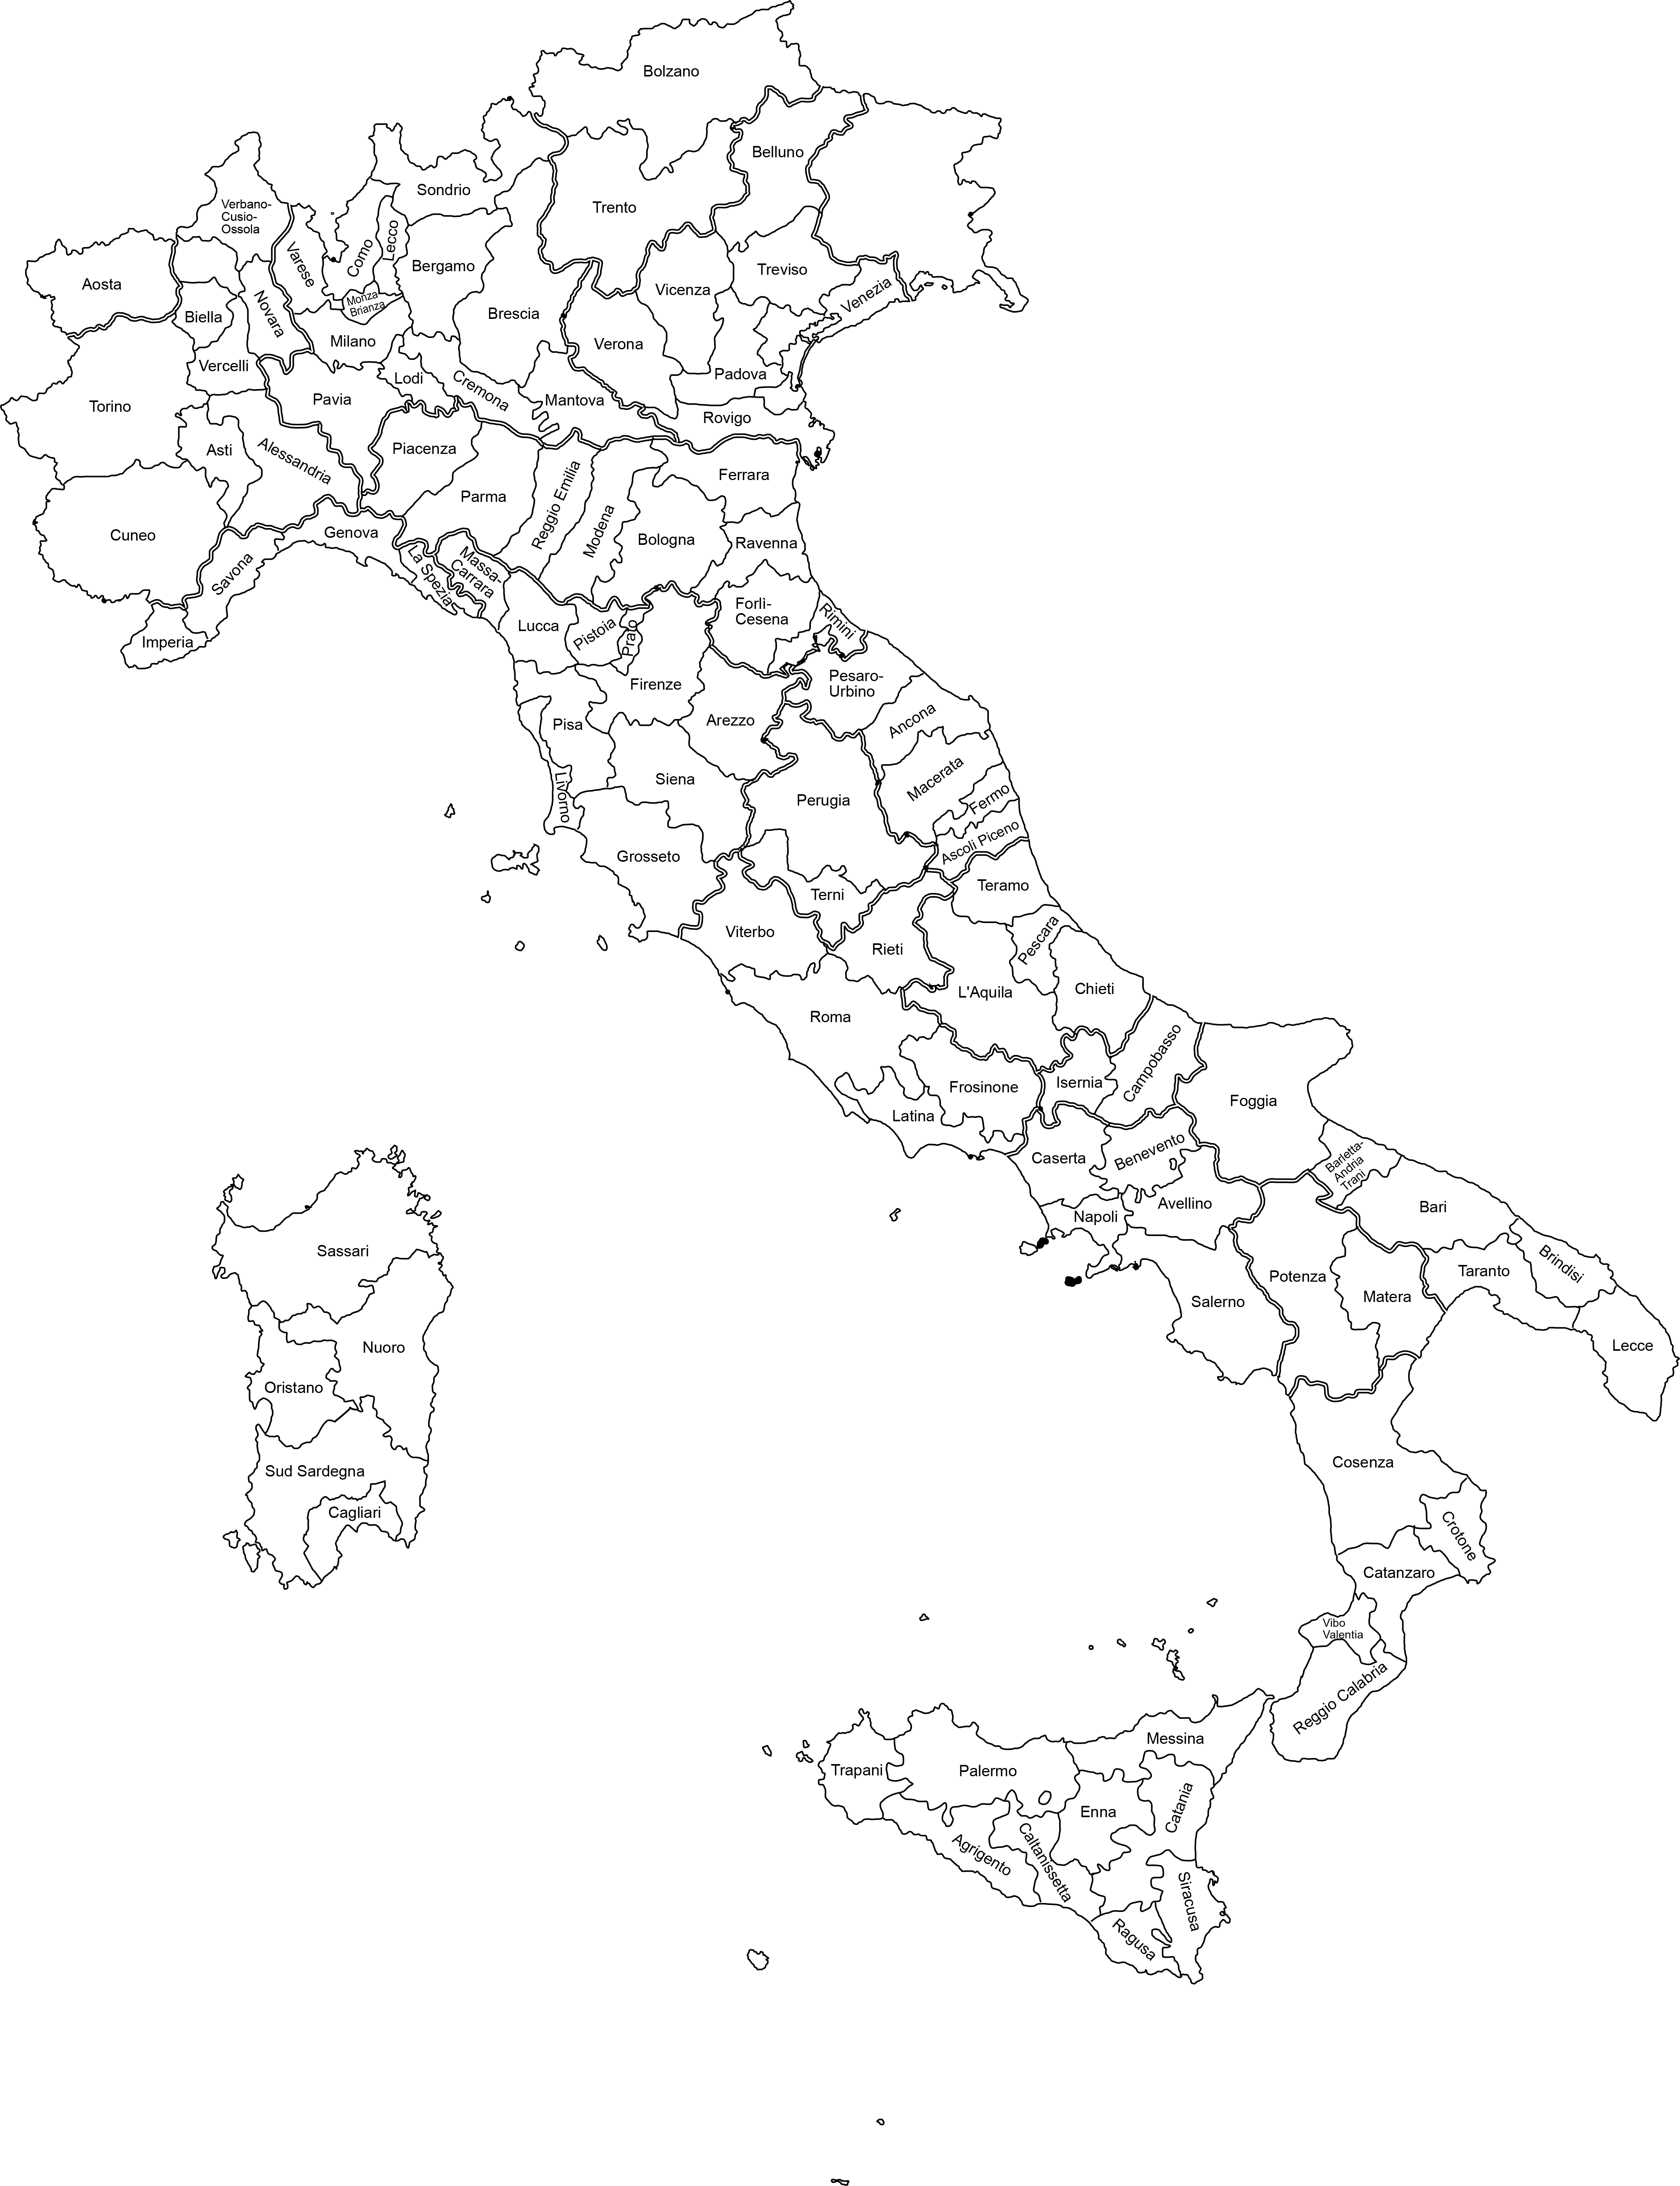 Bolzano
Belluno
Trento
Sondrio
Verbano-
Cusio-
Ossola
Varese
Como
Lecco
Bergamo
Treviso
Aosta
Vicenza
Venezia
Monza
Brianza
Novara
Biella
Brescia
Milano
Verona
Vercelli
Lodi
Padova
Cremona
Mantova
Pavia
Torino
Rovigo
Asti
Alessandria
Piacenza
Ferrara
Parma
Reggio Emilia
Modena
Cuneo
Genova
Bologna
Ravenna
Savona
La Spezia
Massa-
Carrara
Forlì-
Cesena
Rimini
Lucca
Pistoia
Prato
Imperia
Firenze
Pesaro-
Urbino
Pisa
Arezzo
Ancona
Siena
Macerata
Livorno
Perugia
Fermo
Ascoli Piceno
Grosseto
Teramo
Terni
Viterbo
Rieti
Pescara
L'Aquila
Chieti
Roma
Campobasso
Isernia
Frosinone
Foggia
Latina
Caserta
Benevento
Barletta-
Andria
Trani
Avellino
Napoli
Bari
Sassari
Potenza
Taranto
Brindisi
Salerno
Matera
Nuoro
Lecce
Oristano
Cosenza
Sud Sardegna
Cagliari
Crotone
Catanzaro
Vibo
Valentia
Reggio Calabria
Messina
Trapani
Palermo
Enna
Catania
Agrigento
Caltanissetta
Siracusa
Ragusa